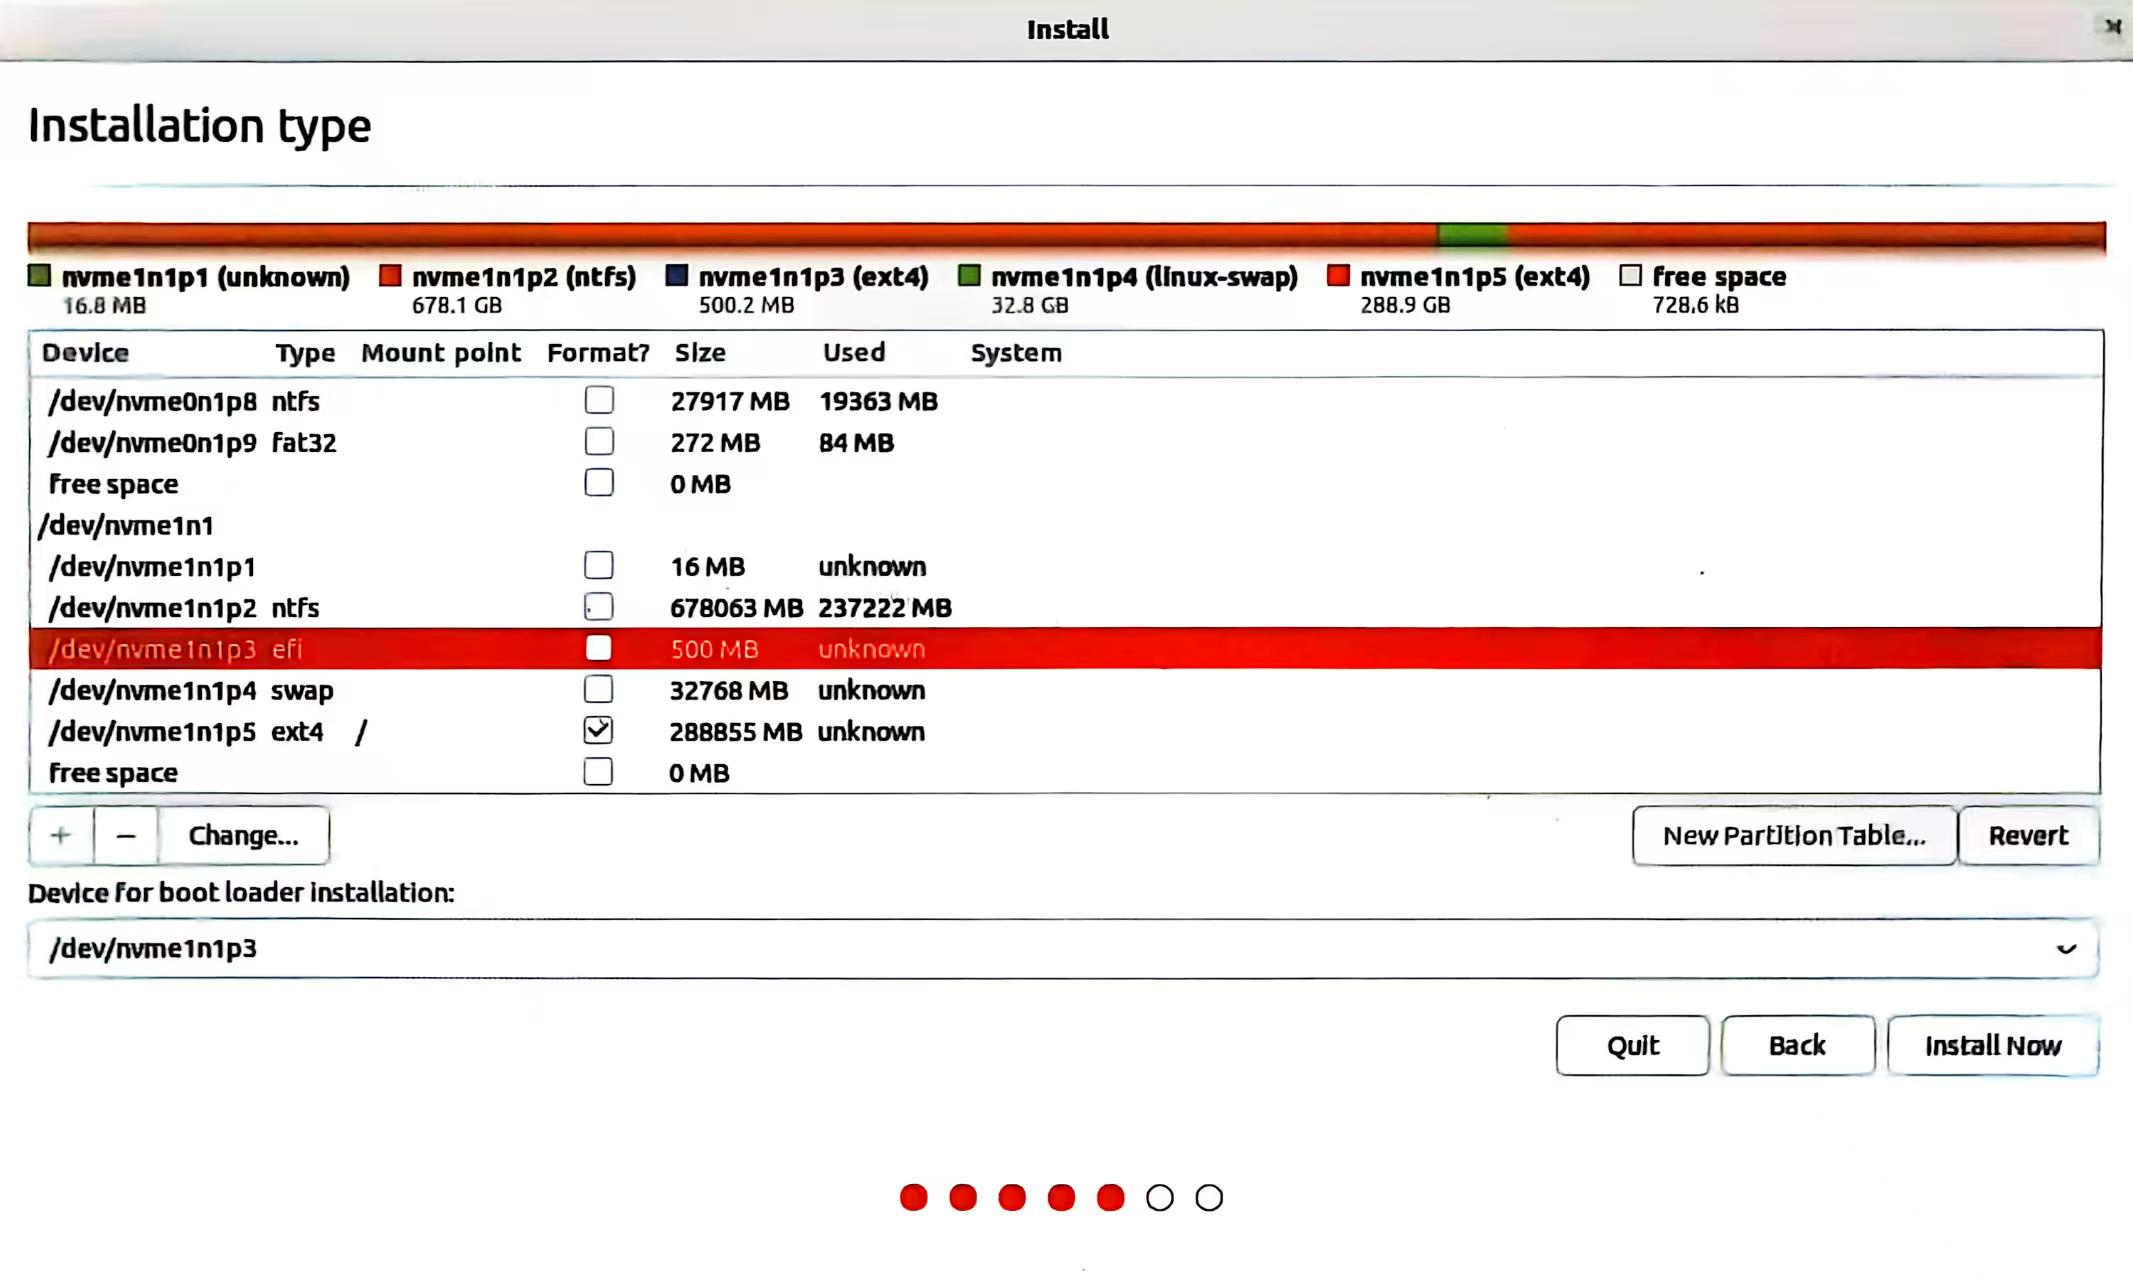 Install
Installation type
nvme1n1p1 (unknown) nvme1n1p2 (ntfs) nvme1n1p3 (ext4) nvme1n1p4 (linux-swap) nvme1n1p5 (ext4) free space
16.8 MB 678.1 GB 500.2 MB 32.8 GB 288.9 GB 728.6 kB
Device Type Mount point Format? Size Used System
/dev/nvme0n1p8 ntfs 27917 MB 19363 MB
/dev/nvme0n1p9 fat32 272 MB 84 MB
free space 0 MB
/dev/nvme1n1
/dev/nvme1n1p1 16 MB unknown
/dev/nvme1n1p2 ntfs 678063 MB 237222 MB
/dev/nvme1n1p3 efi 500 MB unknown
/dev/nvme1n1p4 swap 32768 MB unknown
/dev/nvme1n1p5 ext4 / 288855 MB unknown
free space 0 MB
+ − Change... New Partition Table... Revert
Device for boot loader installation:
/dev/nvme1n1p3
Quit Back Install Now